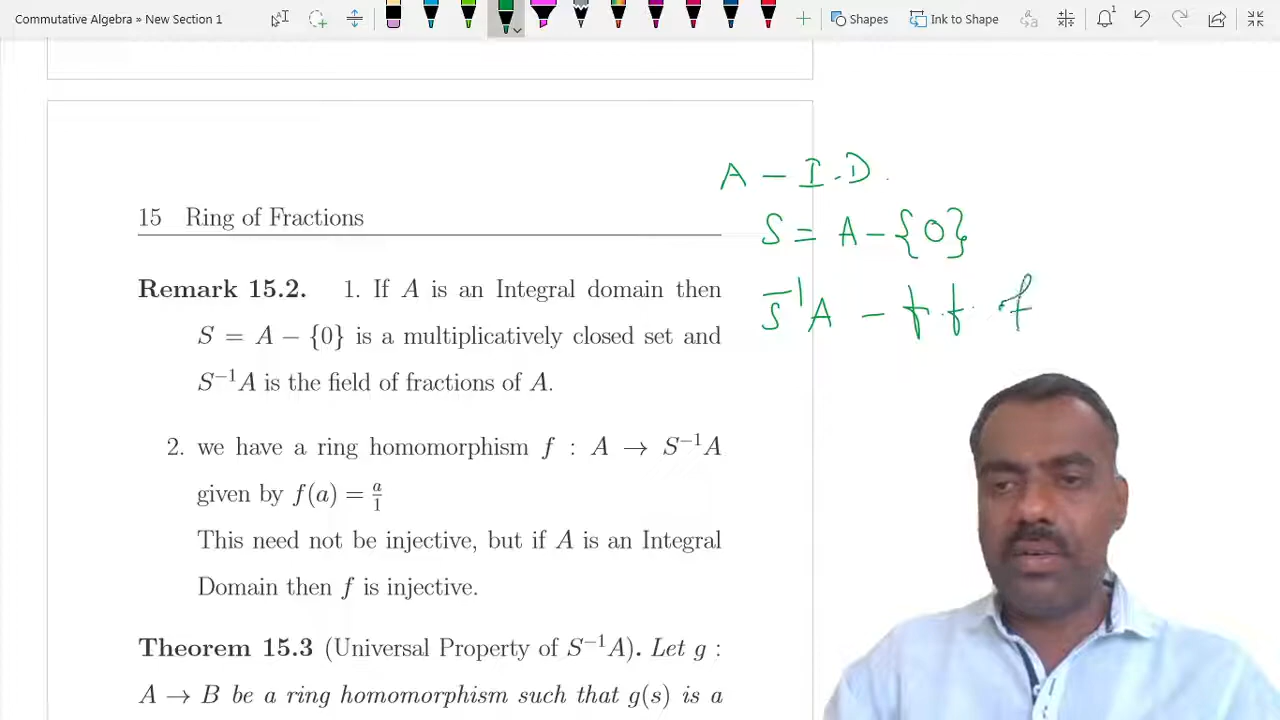 Commutative Algebra » New Section 1
Shapes
Ink to Shape
1
A – I.D.
S = A – {0}
S⁻¹A – f.f. f
15 Ring of Fractions
Remark 15.2. 1. If A is an Integral domain then
S = A − {0} is a multiplicatively closed set and
S⁻¹A is the field of fractions of A.
2. we have a ring homomorphism f : A → S⁻¹A
given by f(a) = a/1
This need not be injective, but if A is an Integral
Domain then f is injective.
Theorem 15.3 (Universal Property of S⁻¹A). Let g :
A → B be a ring homomorphism such that g(s) is a